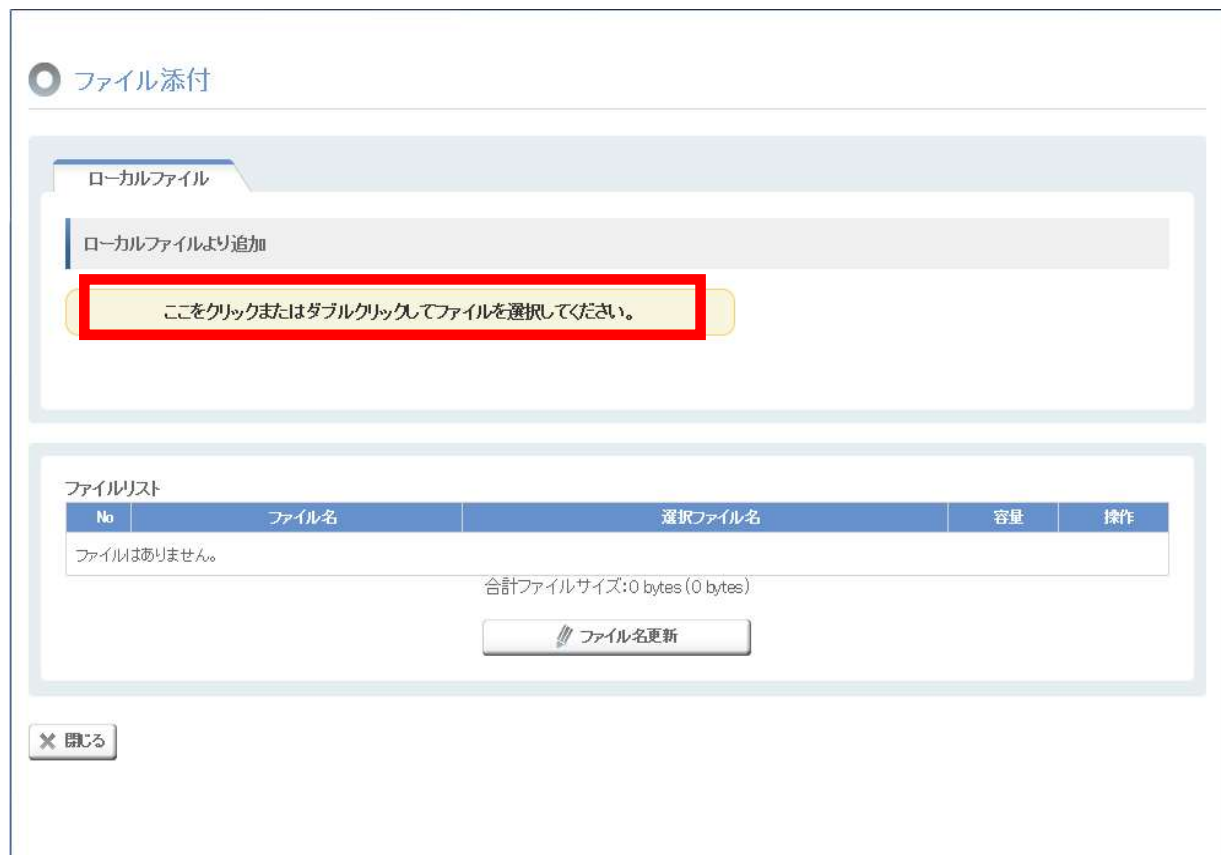 ファイル添付
ローカルファイル
ローカルファイルより追加
ここをクリックまたはダブルクリックしてファイルを選択してください。
ファイルリスト
No ファイル名 選択ファイル名 容量 操作
ファイルはありません。
合計ファイルサイズ:0 bytes (0 bytes)
ファイル名更新
閉じる